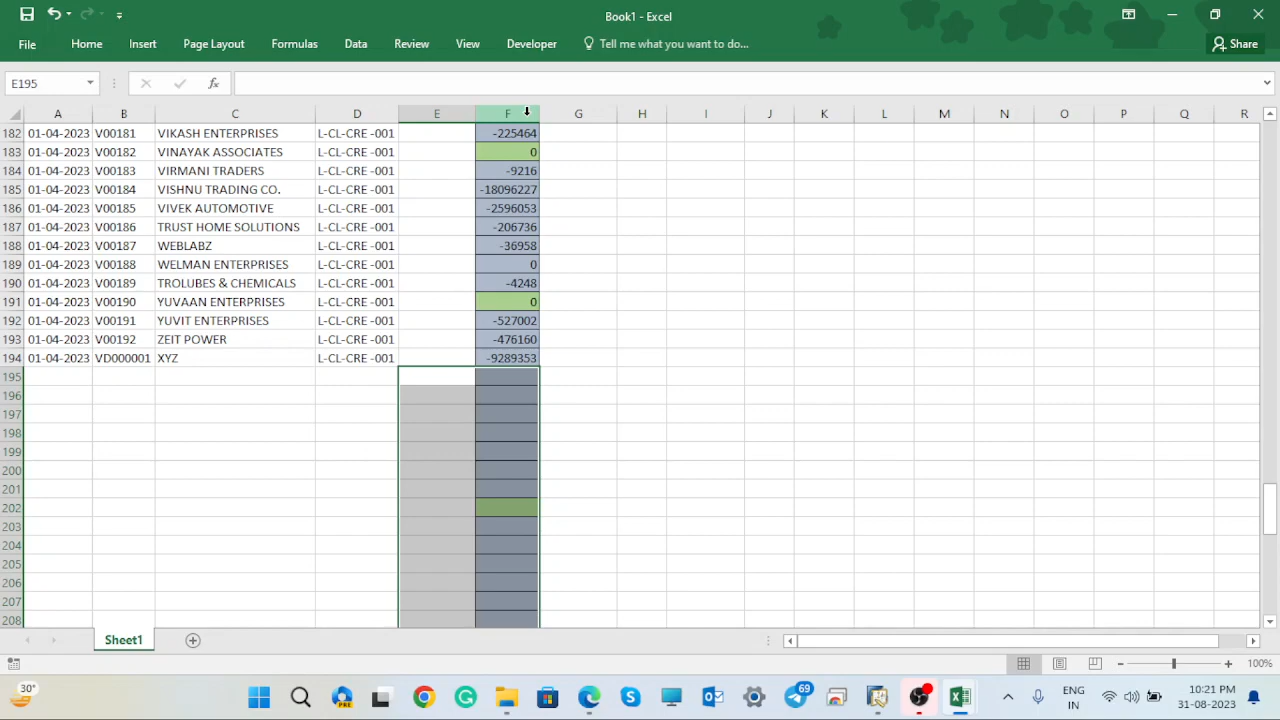 Book1 - Excel
File Home Insert Page Layout Formulas Data Review View Developer Tell me what you want to do... Share
E195 fx
A B C D E F G H I J K L M N O P Q R
182 01-04-2023 V00181 VIKASH ENTERPRISES L-CL-CRE -001 -225464
183 01-04-2023 V00182 VINAYAK ASSOCIATES L-CL-CRE -001 0
184 01-04-2023 V00183 VIRMANI TRADERS L-CL-CRE -001 -9216
185 01-04-2023 V00184 VISHNU TRADING CO. L-CL-CRE -001 -18096227
186 01-04-2023 V00185 VIVEK AUTOMOTIVE L-CL-CRE -001 -2596053
187 01-04-2023 V00186 TRUST HOME SOLUTIONS L-CL-CRE -001 -206736
188 01-04-2023 V00187 WEBLABZ L-CL-CRE -001 -36958
189 01-04-2023 V00188 WELMAN ENTERPRISES L-CL-CRE -001 0
190 01-04-2023 V00189 TROLUBES & CHEMICALS L-CL-CRE -001 -4248
191 01-04-2023 V00190 YUVAAN ENTERPRISES L-CL-CRE -001 0
192 01-04-2023 V00191 YUVIT ENTERPRISES L-CL-CRE -001 -527002
193 01-04-2023 V00192 ZEIT POWER L-CL-CRE -001 -476160
194 01-04-2023 VD000001 XYZ L-CL-CRE -001 -9289353
195
196
197
198
199
200
201
202
203
204
205
206
207
208
Sheet1
100%
30° PRE 69 ENG 10:21 PM
IN 31-08-2023